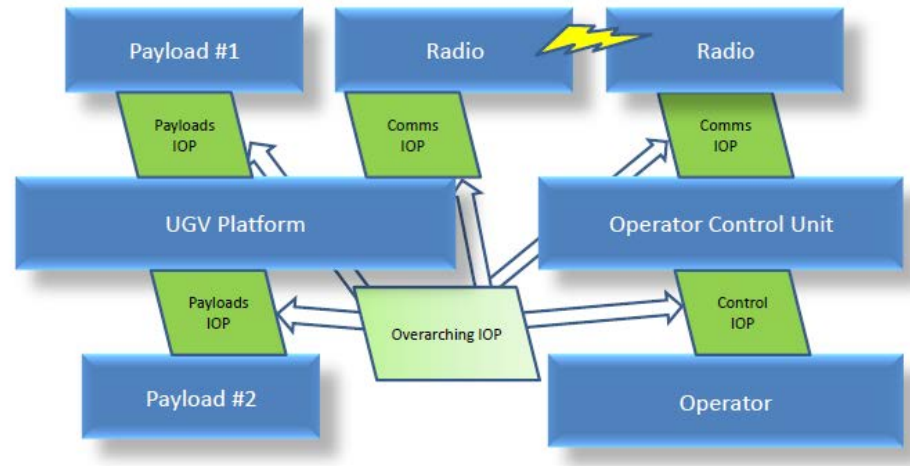 Payload #1
Radio
Radio
Payloads
IOP
Comms
IOP
Comms
IOP
UGV Platform
Operator Control Unit
Payloads
IOP
Overarching IOP
Control
IOP
Payload #2
Operator